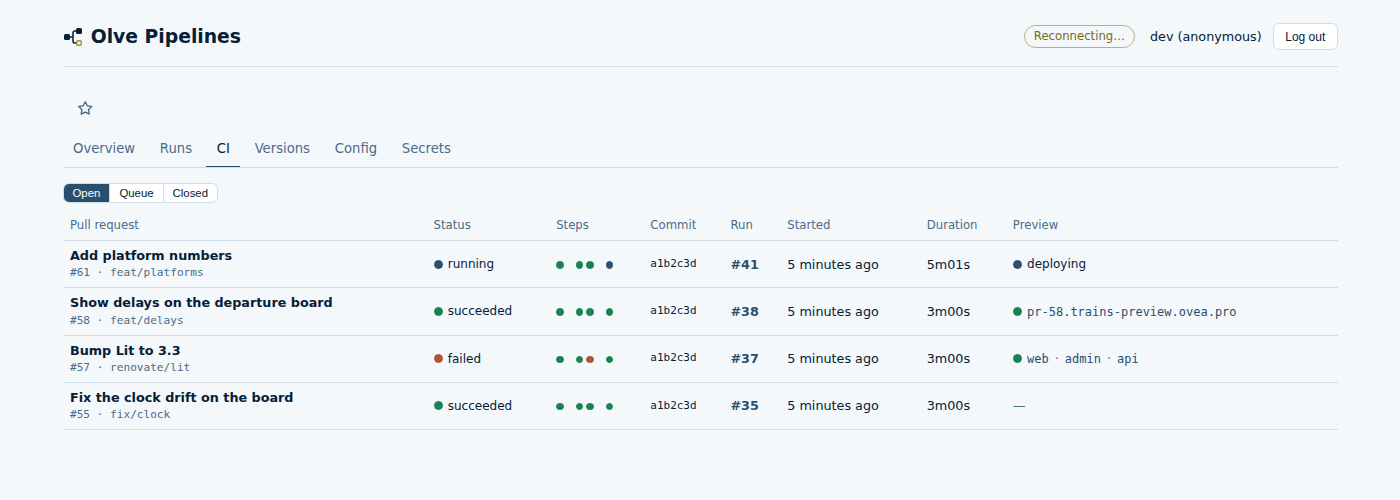 Olve Pipelines
Reconnecting…
dev (anonymous)
Log out
Overview Runs CI Versions Config Secrets
Open Queue Closed
Pull request Status Steps Commit Run Started Duration Preview
Add platform numbers
#61 · feat/platforms
running a1b2c3d #41 5 minutes ago 5m01s deploying
Show delays on the departure board
#58 · feat/delays
succeeded a1b2c3d #38 5 minutes ago 3m00s pr-58.trains-preview.ovea.pro
Bump Lit to 3.3
#57 · renovate/lit
failed a1b2c3d #37 5 minutes ago 3m00s web · admin · api
Fix the clock drift on the board
#55 · fix/clock
succeeded a1b2c3d #35 5 minutes ago 3m00s —